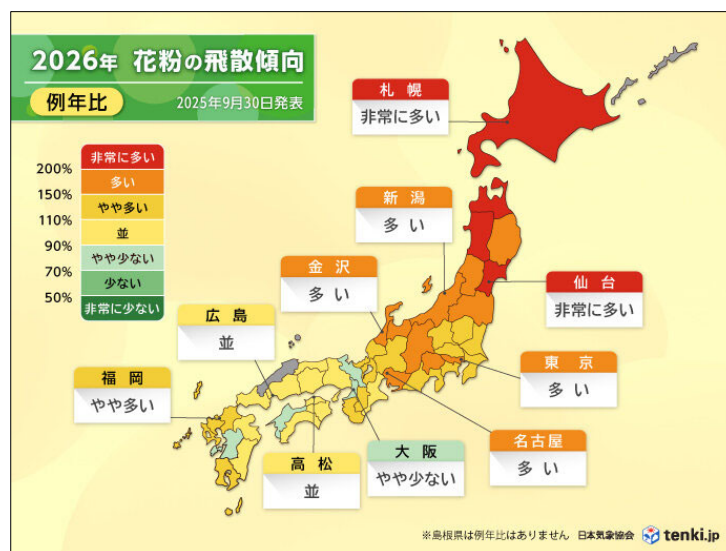 2026年 花粉の飛散傾向
例年比
2025年9月30日発表
非常に多い
200%
多い
150%
やや多い
110%
並
90%
やや少ない
70%
少ない
50%
非常に少ない
札幌
非常に多い
新潟
多い
金沢
多い
仙台
非常に多い
広島
並
福岡
やや多い
東京
多い
名古屋
多い
大阪
やや少ない
高松
並
※島根県は例年比はありません 日本気象協会 tenki.jp